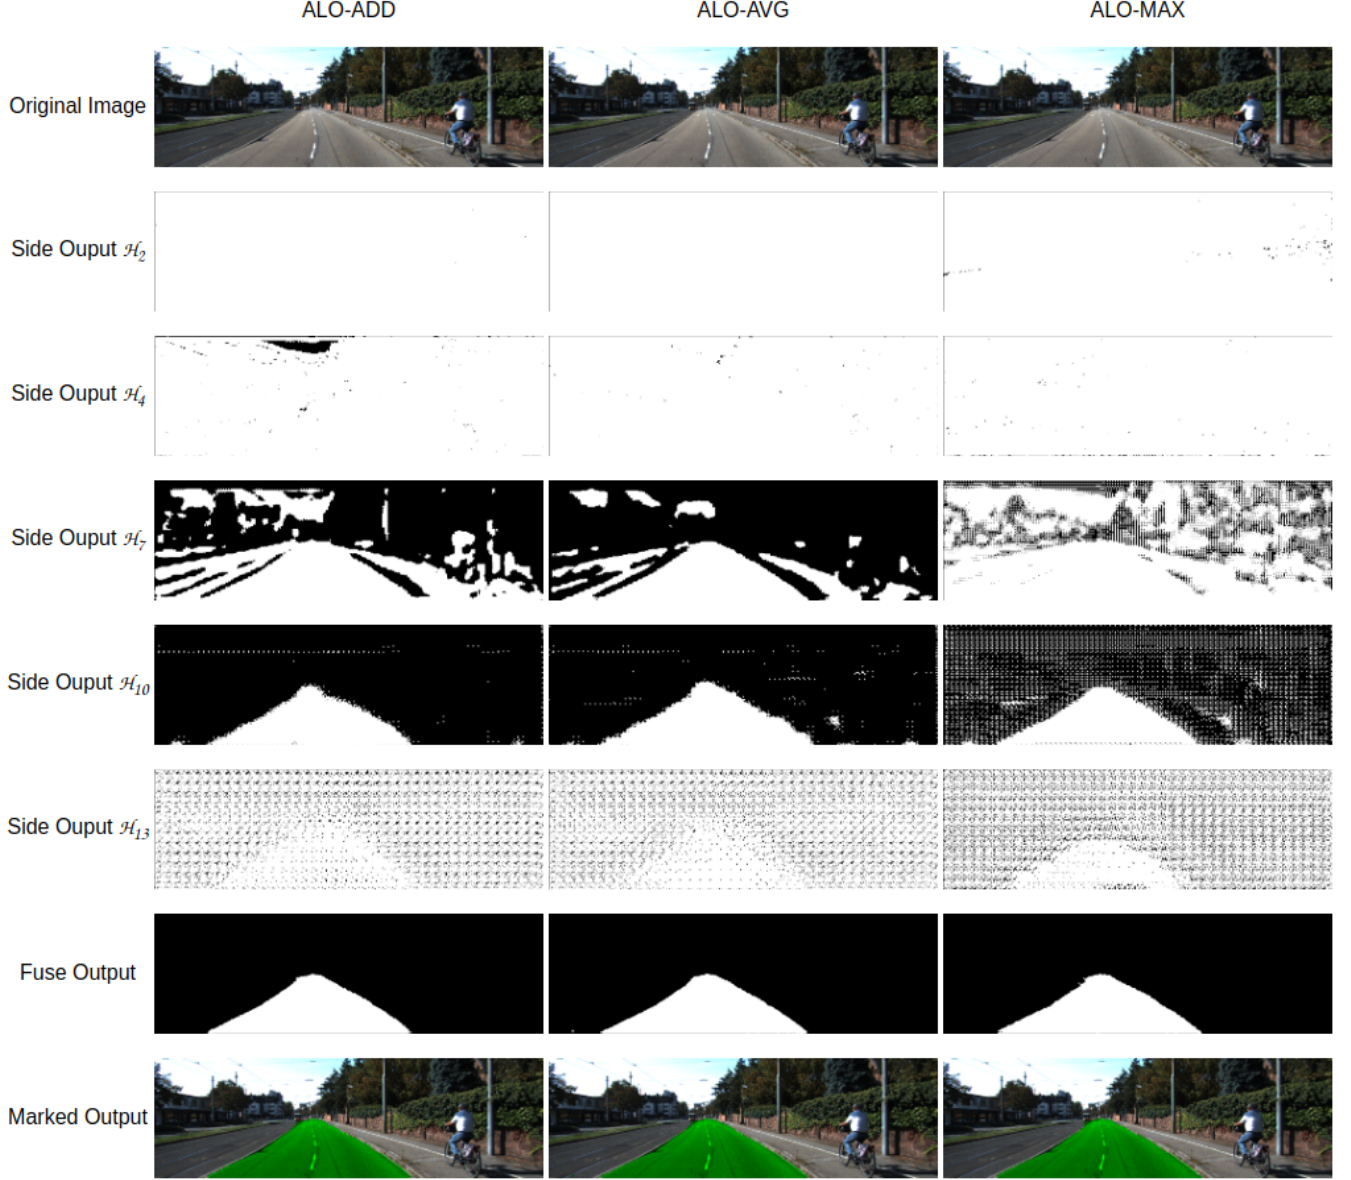 ALO-ADD ALO-AVG ALO-MAX
Original Image
Side Ouput ℋ2
Side Ouput ℋ4
Side Ouput ℋ7
Side Ouput ℋ10
Side Ouput ℋ13
Fuse Output
Marked Output